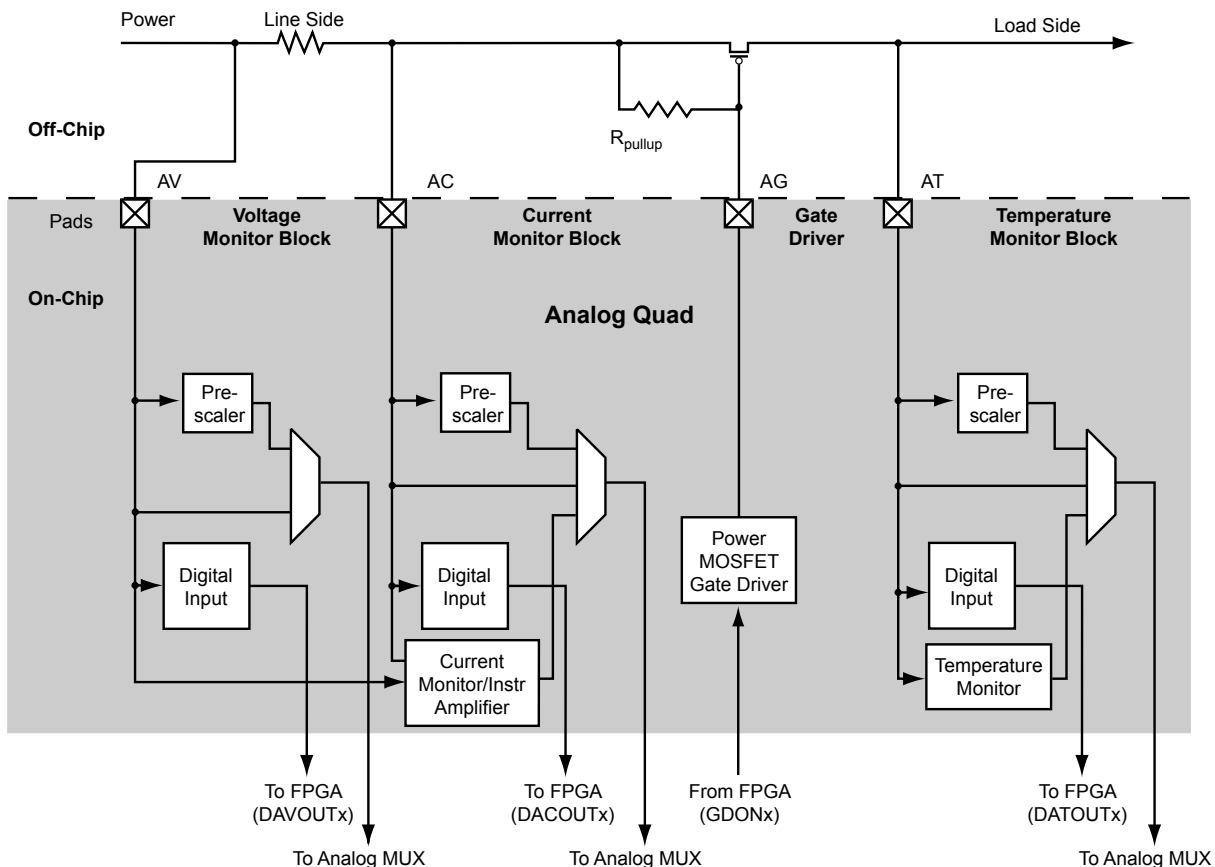 Power
Line Side
Load Side
Off-Chip
Rpullup
AV
AC
AG
AT
Pads
Voltage
Monitor Block
Current
Monitor Block
Gate
Driver
Temperature
Monitor Block
On-Chip
Analog Quad
Pre-
scaler
Pre-
scaler
Pre-
scaler
Power
MOSFET
Gate Driver
Digital
Input
Digital
Input
Digital
Input
Current
Monitor/Instr
Amplifier
Temperature
Monitor
To FPGA
(DAVOUTx)
To FPGA
(DACOUTx)
From FPGA
(GDONx)
To FPGA
(DATOUTx)
To Analog MUX
To Analog MUX
To Analog MUX